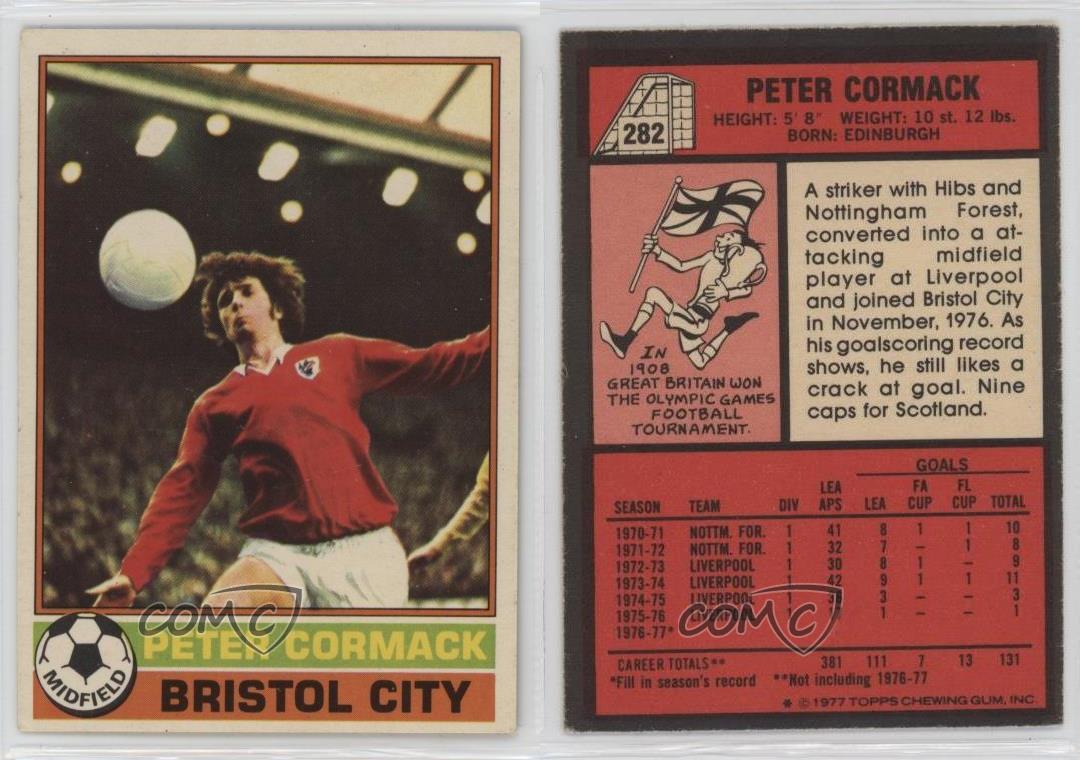 PETER CORMACK
MIDFIELD
BRISTOL CITY
COMC
282
PETER CORMACK
HEIGHT: 5' 8" WEIGHT: 10 st. 12 lbs.
BORN: EDINBURGH
IN
1908
GREAT BRITAIN WON
THE OLYMPIC GAMES
FOOTBALL
TOURNAMENT.
A striker with Hibs and
Nottingham Forest,
converted into a at-
tacking midfield
player at Liverpool
and joined Bristol City
in November, 1976. As
his goalscoring record
shows, he still likes a
crack at goal. Nine
caps for Scotland.
GOALS
SEASON TEAM DIV LEA APS LEA FA CUP FL CUP TOTAL
1970-71 NOTTM. FOR. 1 41 8 1 1 10
1971-72 NOTTM. FOR. 1 32 7 – 1 8
1972-73 LIVERPOOL 1 30 8 1 – 9
1973-74 LIVERPOOL 1 42 9 1 1 11
1974-75 LIVERPOOL 1 3 – – 3
1975-76 LIVERPOOL 1 – – 1
1976-77*
COMC
CAREER TOTALS** 381 111 7 13 131
*Fill in season's record **Not including 1976-77
* © 1977 TOPPS CHEWING GUM, INC.